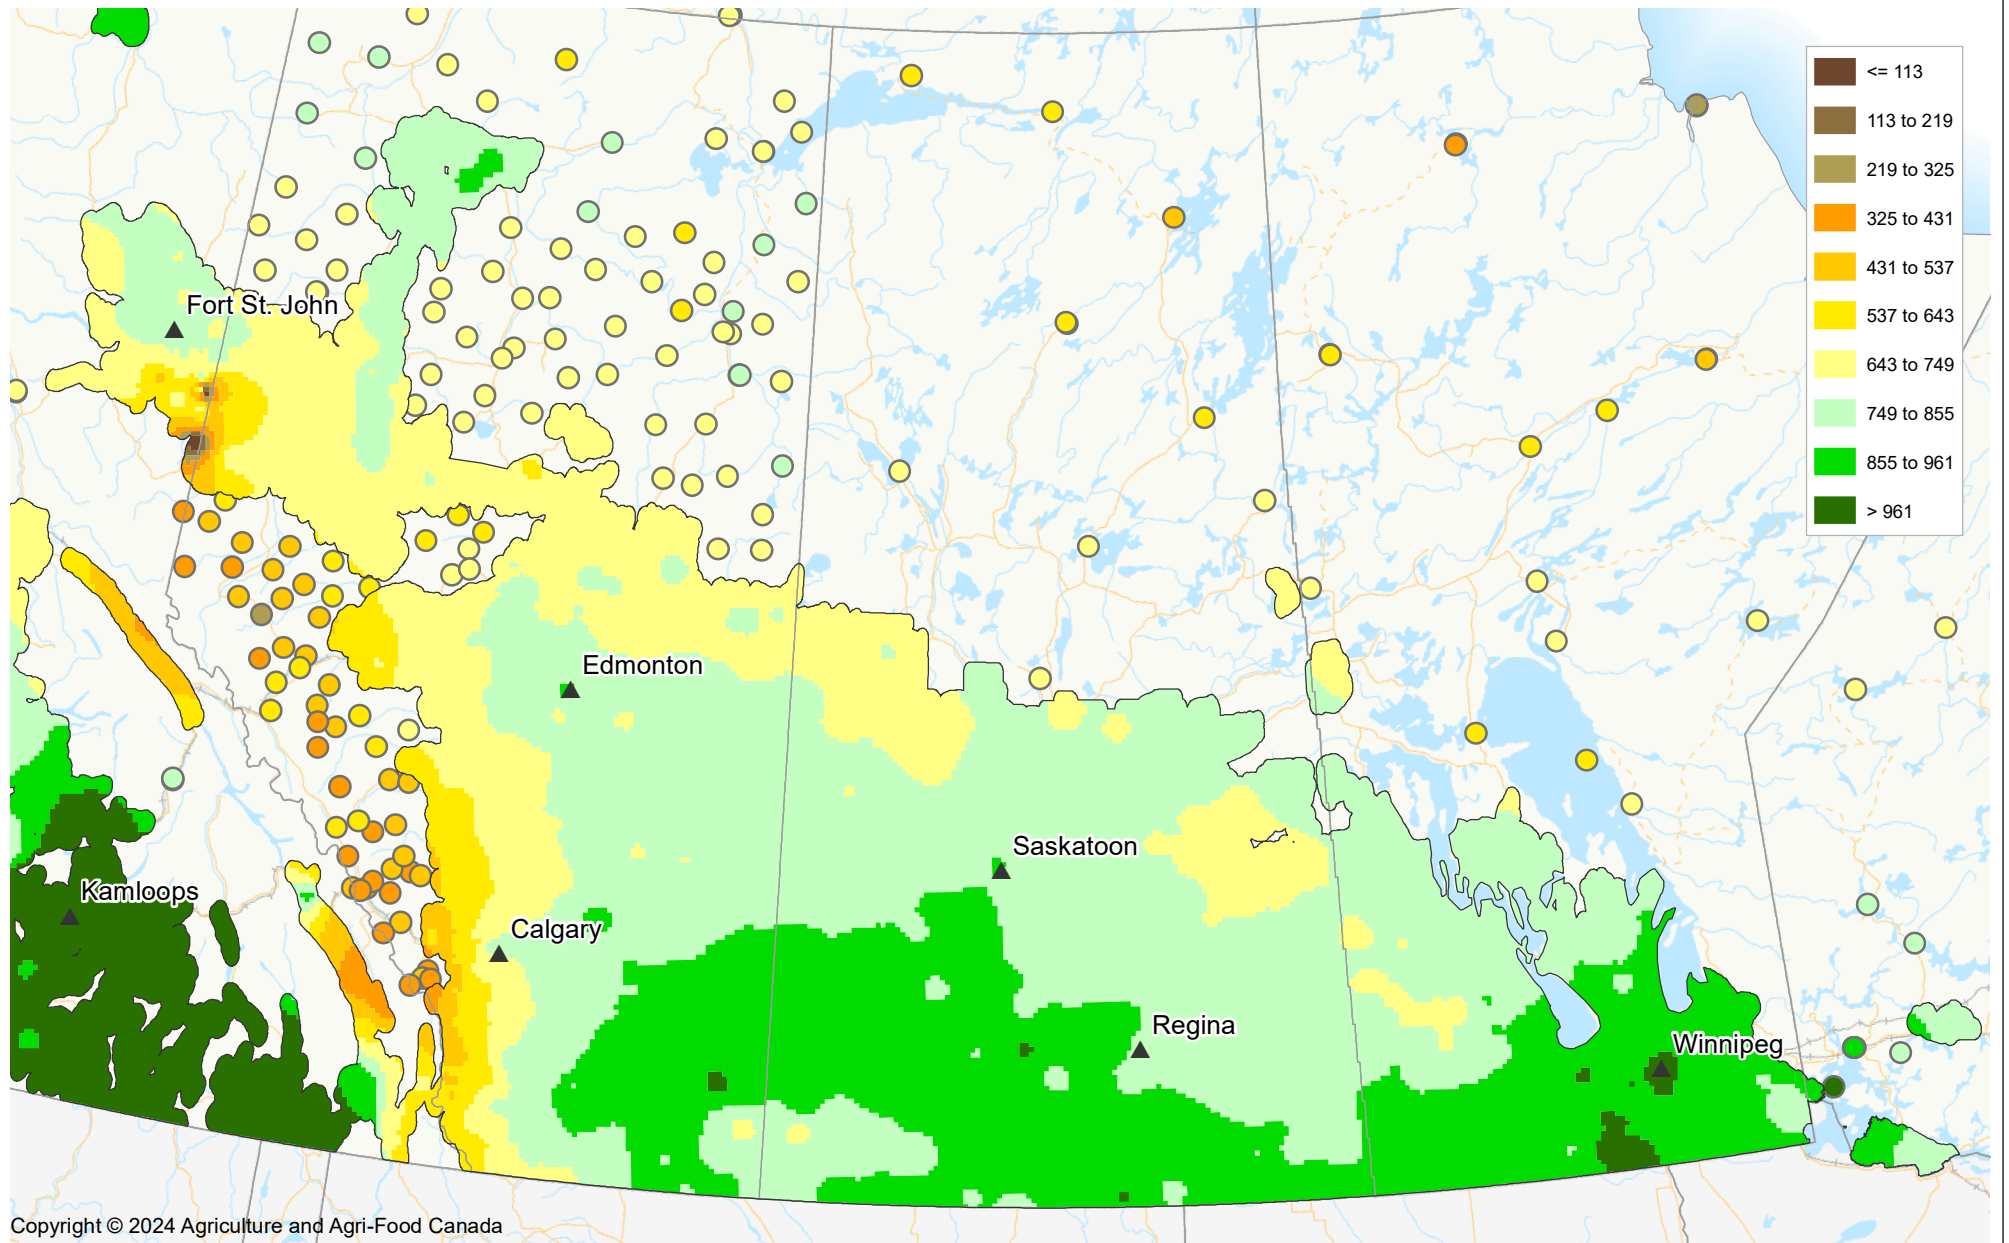 <= 113
113 to 219
219 to 325
325 to 431
431 to 537
537 to 643
643 to 749
749 to 855
855 to 961
> 961
Fort St. John
Edmonton
Saskatoon
Kamloops
Calgary
Regina
Winnipeg
Copyright © 2024 Agriculture and Agri-Food Canada